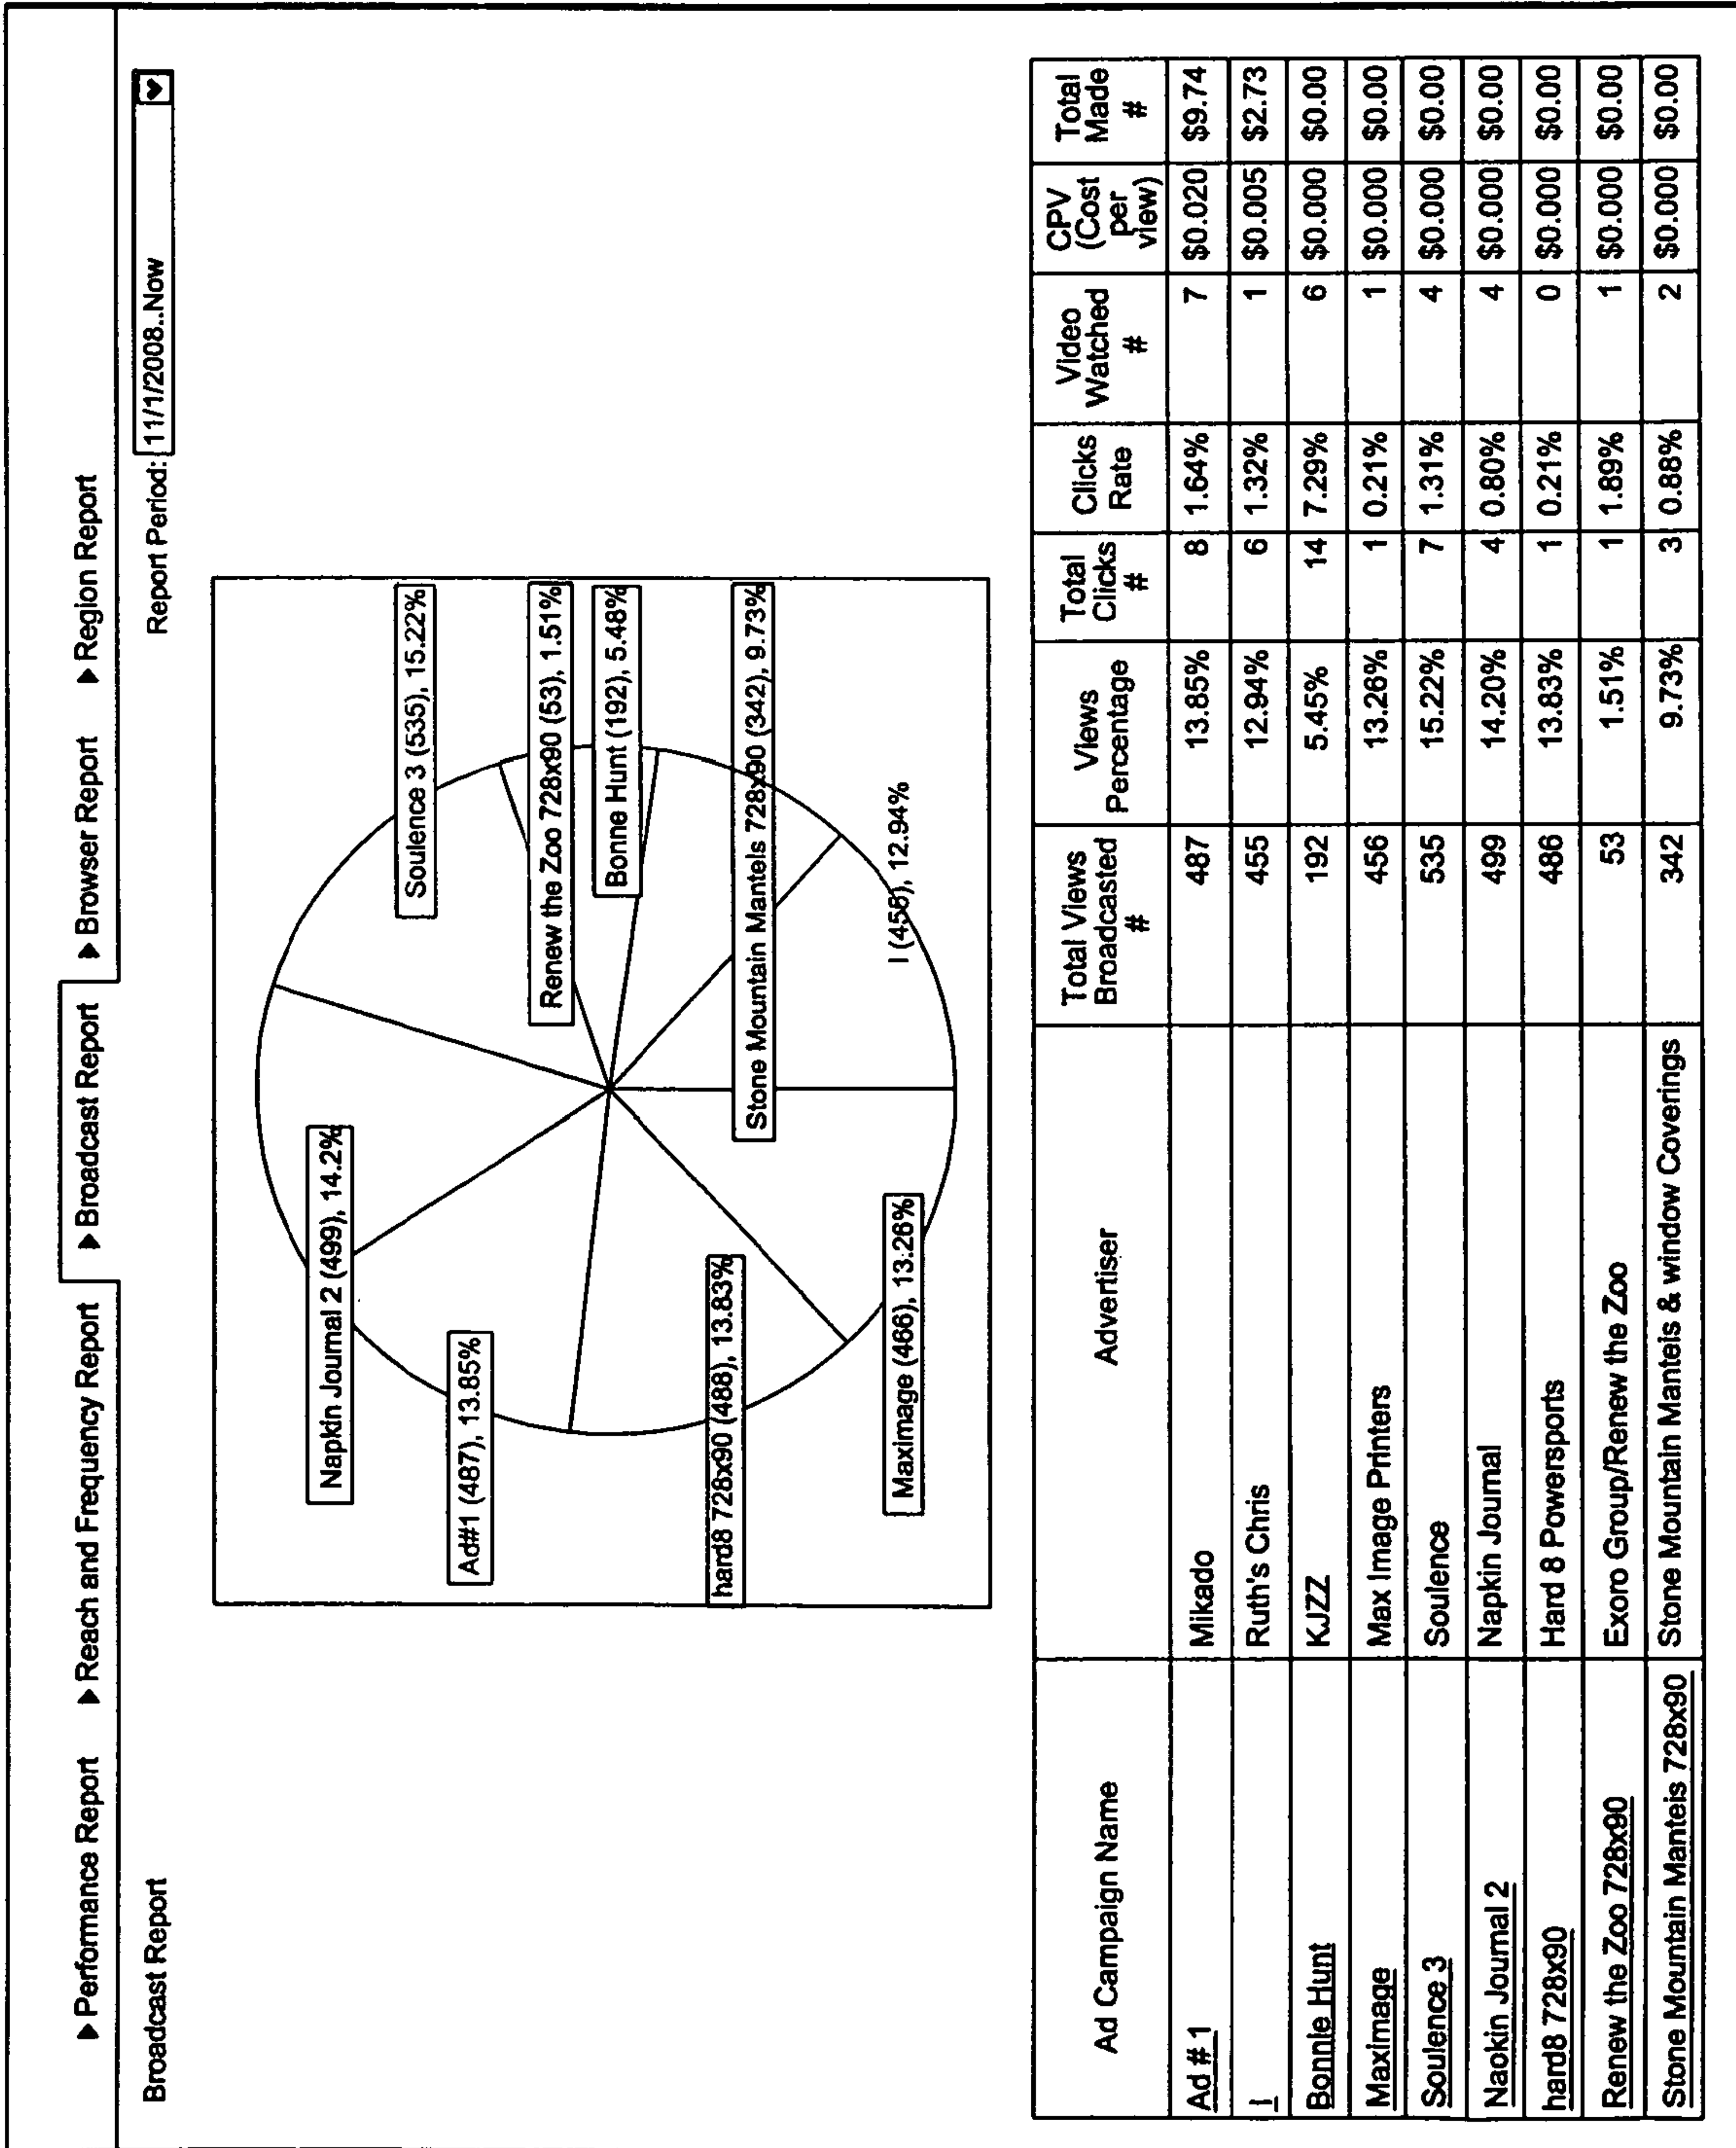 ▶ Performance Report ▶ Reach and Frequency Report ▶ Broadcast Report ▶ Browser Report ▶ Region Report
Broadcast Report
Report Period: 11/1/2008..Now
Napkin Journal 2 (499), 14.2%
Soulence 3 (535), 15.22%
Ad#1 (487), 13.85%
Renew the Zoo 728x90 (53), 1.51%
Bonne Hunt (192), 5.48%
hard8 728x90 (488), 13.83%
Stone Mountain Mantels 728x90 (342), 9.73%
Maximage (466), 13.26%
I (458), 12.94%
Ad Campaign Name | Advertiser | Total Views Broadcasted # | Views Percentage | Total Clicks # | Clicks Rate | Video Watched # | CPV (Cost per view) | Total Made #
Ad # 1 | Mikado | 487 | 13.85% | 8 | 1.64% | 7 | $0.020 | $9.74
I | Ruth's Chris | 455 | 12.94% | 6 | 1.32% | 1 | $0.005 | $2.73
Bonnle Hunt | KJZZ | 192 | 5.45% | 14 | 7.29% | 6 | $0.000 | $0.00
Maximage | Max Image Printers | 456 | 13.26% | 1 | 0.21% | 1 | $0.000 | $0.00
Soulence 3 | Soulence | 535 | 15.22% | 7 | 1.31% | 4 | $0.000 | $0.00
Naokin Journal 2 | Napkin Journal | 499 | 14.20% | 4 | 0.80% | 4 | $0.000 | $0.00
hard8 728x90 | Hard 8 Powersports | 486 | 13.83% | 1 | 0.21% | 0 | $0.000 | $0.00
Renew the Zoo 728x90 | Exoro Group/Renew the Zoo | 53 | 1.51% | 1 | 1.89% | 1 | $0.000 | $0.00
Stone Mountain Manteis 728x90 | Stone Mountain Manteis & window Coverings | 342 | 9.73% | 3 | 0.88% | 2 | $0.000 | $0.00